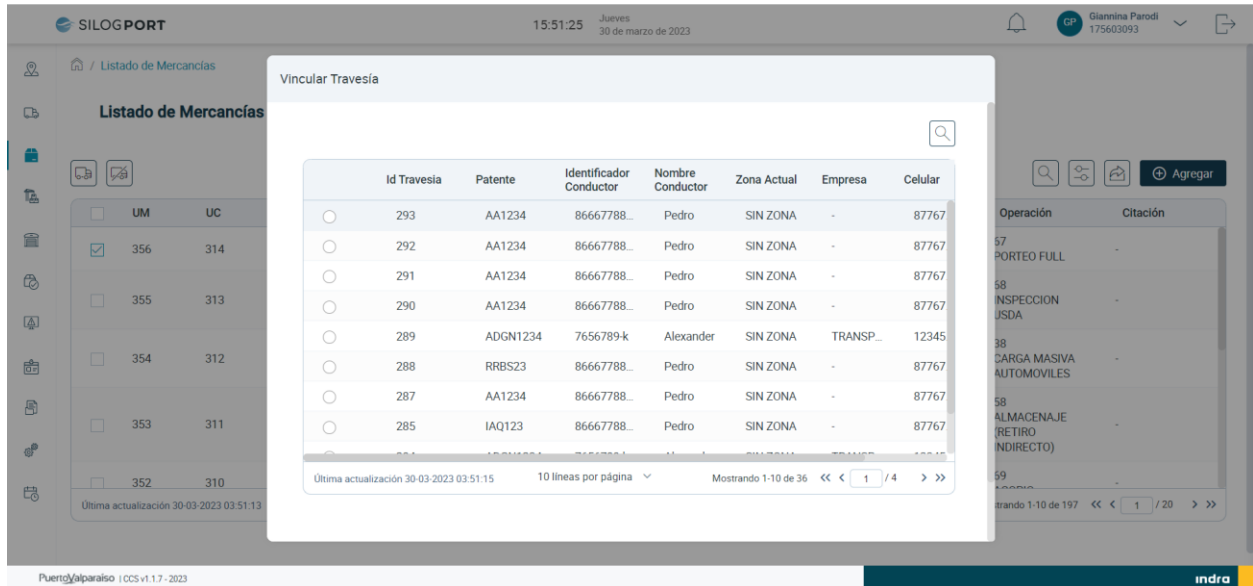 SILOGPORT
15:51:25
Jueves
30 de marzo de 2023
GP
Giannina Parodi
175603093
/ Listado de Mercancías
Listado de Mercancías
Agregar
UM UC
356 314
355 313
354 312
353 311
352 310
Última actualización 30-03-2023 03:51:13
Vincular Travesía
Id Travesia Patente Identificador Conductor Nombre Conductor Zona Actual Empresa Celular
293 AA1234 86667788... Pedro SIN ZONA - 87767
292 AA1234 86667788... Pedro SIN ZONA - 87767
291 AA1234 86667788... Pedro SIN ZONA - 87767
290 AA1234 86667788... Pedro SIN ZONA - 87767
289 ADGN1234 7656789-k Alexander SIN ZONA TRANSP... 12345
288 RRBS23 86667788... Pedro SIN ZONA - 87767
287 AA1234 86667788... Pedro SIN ZONA - 87767
285 IAQ123 86667788... Pedro SIN ZONA - 87767
Última actualización 30-03-2023 03:51:15 10 líneas por página Mostrando 1-10 de 36 1 / 4
Operación Citación
57
PORTEO FULL -
58
INSPECCION -
USDA
38
CARGA MASIVA -
AUTOMOVILES
58
ALMACENAJE -
(RETIRO
INDIRECTO)
59
-
trando 1-10 de 197 1 / 20
PuertoValparaíso | CCS v1.1.7 - 2023
indra